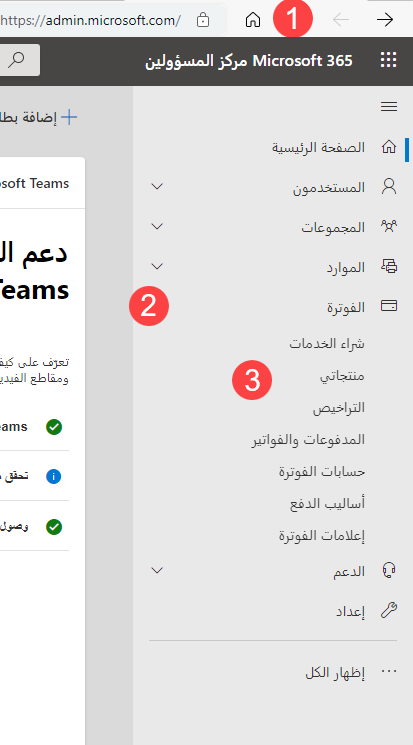 https://admin.microsoft.com/
1
Microsoft 365 مركز المسؤولين
إضافة بطا
الصفحة الرئيسية
osoft Teams
المستخدمون
دعم ال
Teams
المجموعات
الموارد
2
الفوترة
تعرّف على كيف
ومقاطع الفيدي
شراء الخدمات
3
منتجاتي
التراخيص
eams
المدفوعات والفواتير
حسابات الفوترة
تحقق
أساليب الدفع
وصول
إعلامات الفوترة
الدعم
إعداد
إظهار الكل